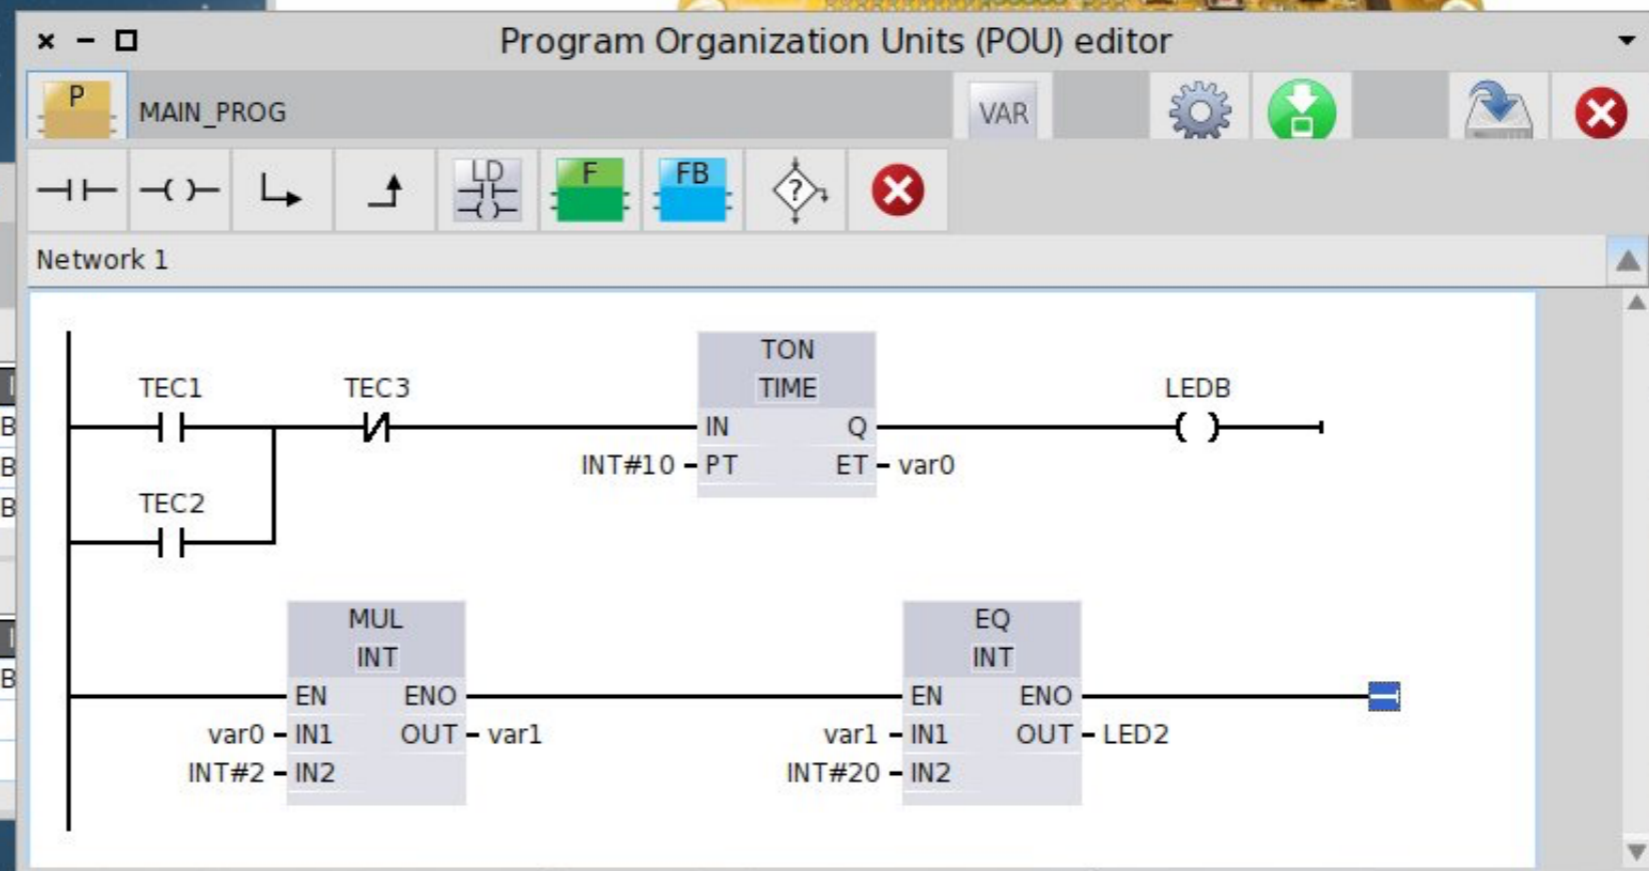 Program Organization Units (POU) editor
P MAIN_PROG VAR
LD F FB ?
Network 1
TON
TEC1 TEC3 TIME LEDB
IN Q
INT#10 PT ET var0
TEC2
MUL EQ
INT INT
EN ENO EN ENO
var0 IN1 OUT var1 var1 IN1 OUT LED2
INT#2 IN2 INT#20 IN2